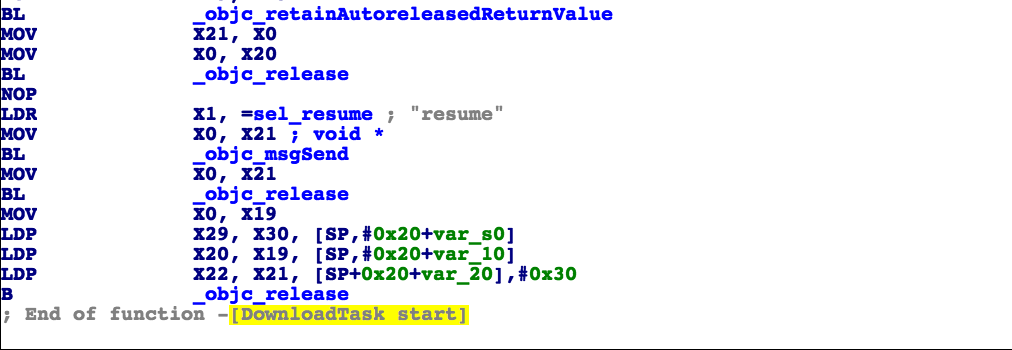 BL _objc_retainAutoreleasedReturnValue
MOV X21, X0
MOV X0, X20
BL _objc_release
NOP
LDR X1, =sel_resume ; "resume"
MOV X0, X21 ; void *
BL _objc_msgSend
MOV X0, X21
BL _objc_release
MOV X0, X19
LDP X29, X30, [SP,#0x20+var_s0]
LDP X20, X19, [SP,#0x20+var_10]
LDP X22, X21, [SP+0x20+var_20],#0x30
B _objc_release
; End of function -[DownloadTask start]